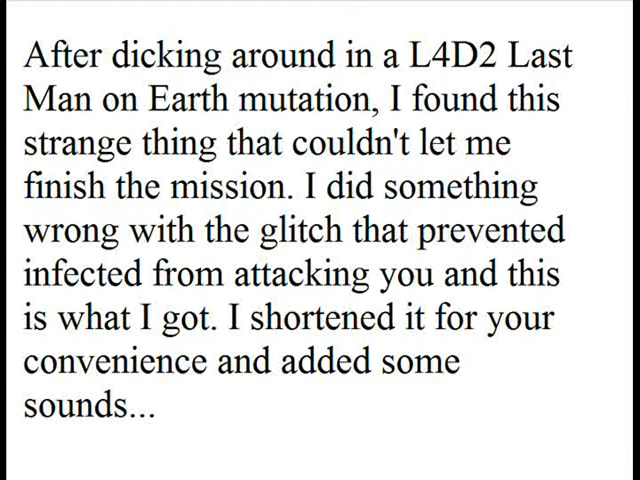 After dicking around in a L4D2 Last
Man on Earth mutation, I found this
strange thing that couldn't let me
finish the mission. I did something
wrong with the glitch that prevented
infected from attacking you and this
is what I got. I shortened it for your
convenience and added some
sounds...